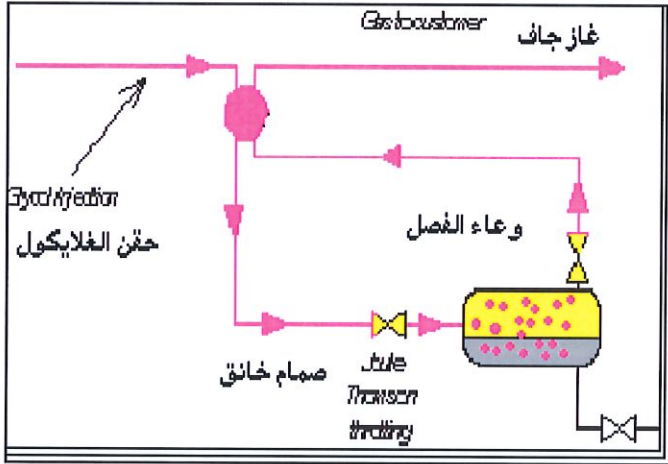 Gas to customer
غاز جاف
Glycol injection
حقن الغلايكول
وعاء الفصل
صمام خانق
Joule
Thomson
throttling